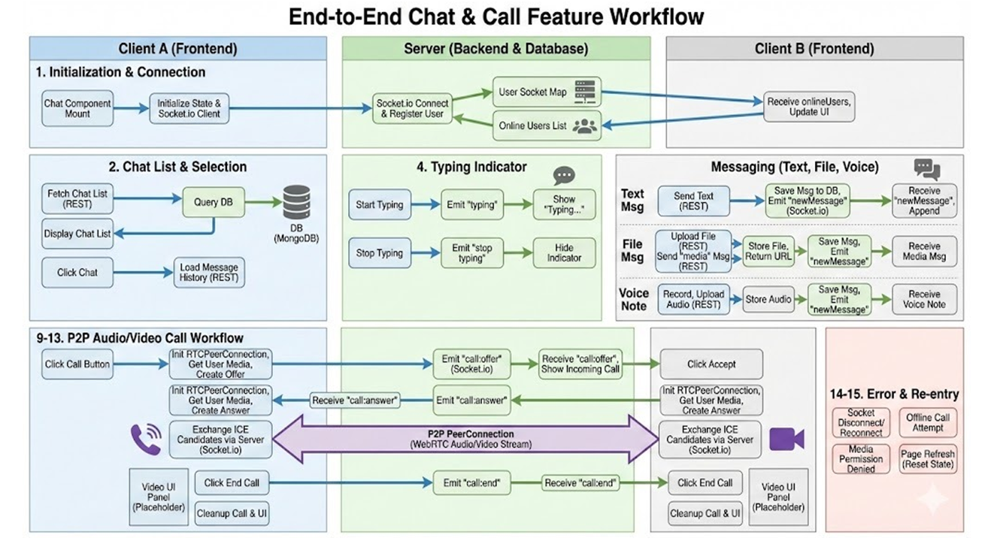 End-to-End Chat & Call Feature Workflow
Client A (Frontend)
Server (Backend & Database)
Client B (Frontend)
1. Initialization & Connection
Chat Component
Mount
Initialize State &
Socket.io Client
Socket.io Connect
& Register User
User Socket Map
Online Users List
Receive onlineUsers,
Update UI
2. Chat List & Selection
Fetch Chat List
(REST)
Query DB
DB
(MongoDB)
Display Chat List
Click Chat
Load Message
History (REST)
4. Typing Indicator
Start Typing
Emit "typing"
Show
"Typing..."
Stop Typing
Emit "stop
typing"
Hide
Indicator
Messaging (Text, File, Voice)
Text
Msg
Send Text
(REST)
Save Msg to DB,
Emit "newMessage"
(Socket.io)
Receive
"newMessage",
Append
File
Msg
Upload File
(REST)
Send "media" Msg
(REST)
Store File.
Return URL
Save Msg,
Emit
"newMessage"
Receive
Media Msg
Voice
Note
Record, Upload
Audio (REST)
Store Audio
Save Msg,
Emit
"newMessage"
Receive
Voice Note
9-13. P2P Audio/Video Call Workflow
Click Call Button
Init RTCPeerConnection,
Get User Media,
Create Offer
Emit "call:offer"
(Socket.io)
Receive "call:offer",
Show Incoming Call
Click Accept
Init RTCPeerConnection,
Get User Media,
Create Answer
Receive "call:answer"
Emit "call:answer"
Init RTCPeerConnection,
Get User Media,
Create Answer
Exchange ICE
Candidates via Server
(Socket.io)
P2P PeerConnection
(WebRTC Audio/Video Stream)
Exchange ICE
Candidates via Server
(Socket.io)
Video UI
Panel
(Placeholder)
Click End Call
Emit "call:end"
Receive "call:end"
Click End Call
Video UI
Panel
(Placeholder)
Cleanup Call & UI
Cleanup Call & UI
14-15. Error & Re-entry
Socket
Disconnect/
Reconnect
Offline Call
Attempt
Media
Permission
Denied
Page Refresh
(Reset State)